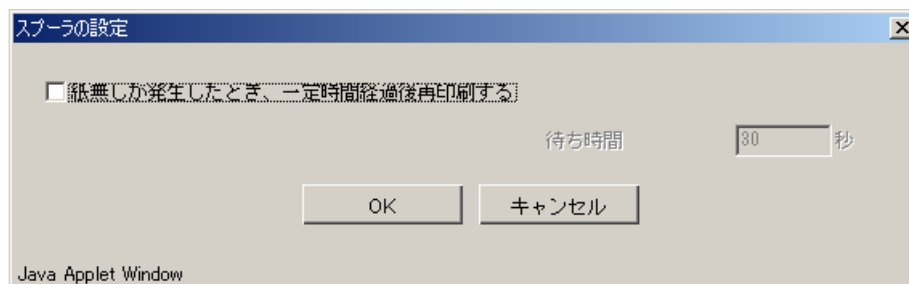 スプーラの設定
紙無しが発生したとき、一定時間経過後再印刷する
待ち時間 30 秒
OK キャンセル
Java Applet Window